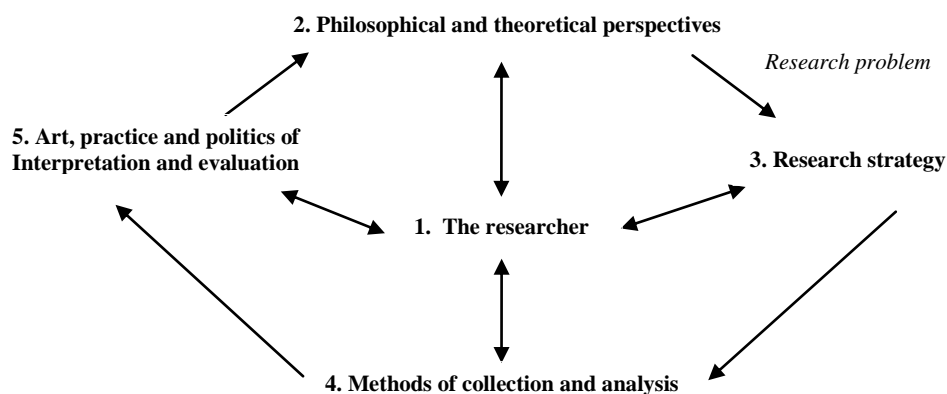 2. Philosophical and theoretical perspectives
Research problem
5. Art, practice and politics of
Interpretation and evaluation
3. Research strategy
1. The researcher
4. Methods of collection and analysis